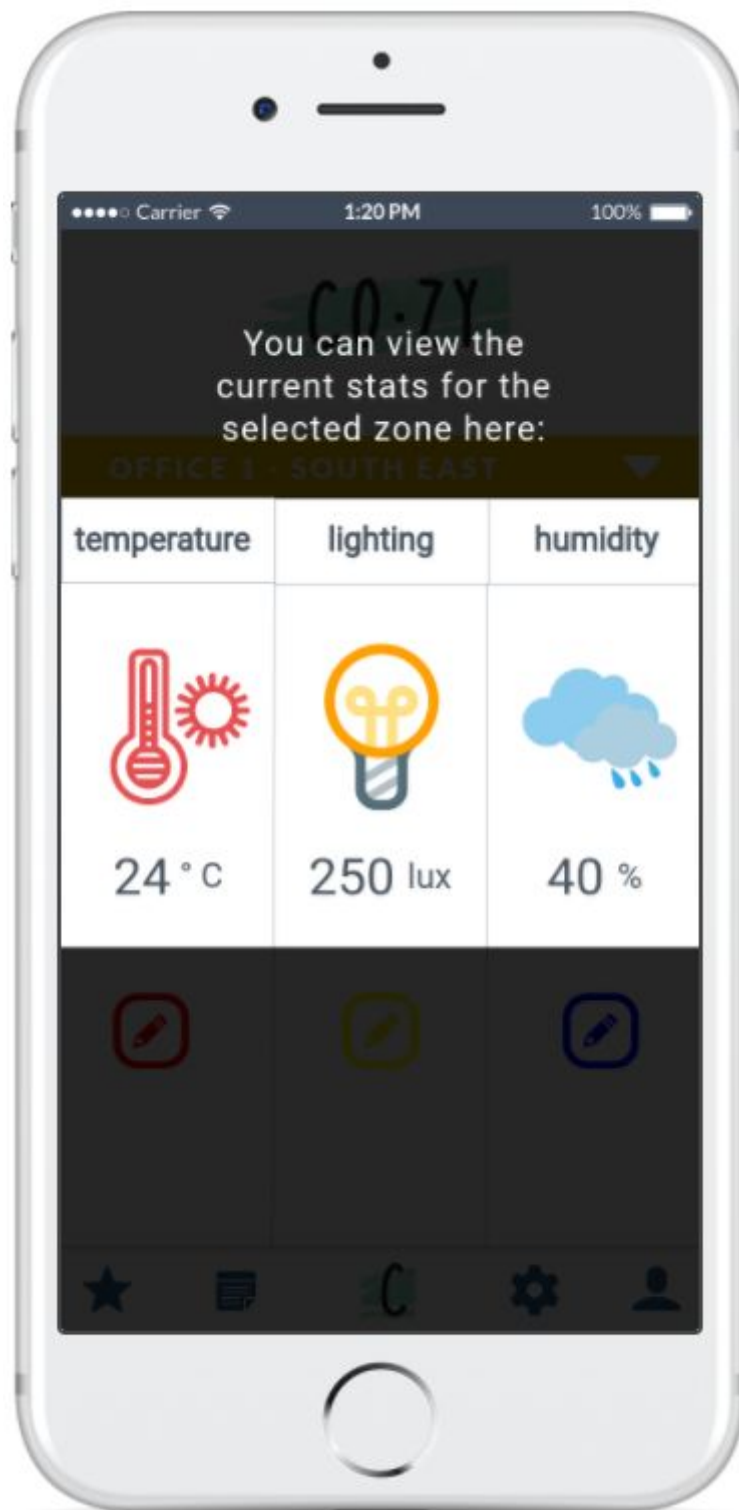 Carrier 1:20 PM 100%
CO·ZY
You can view the
current stats for the
selected zone here:
OFFICE 1 - SOUTH EAST
temperature lighting humidity
24 ° C 250 lux 40 %
C